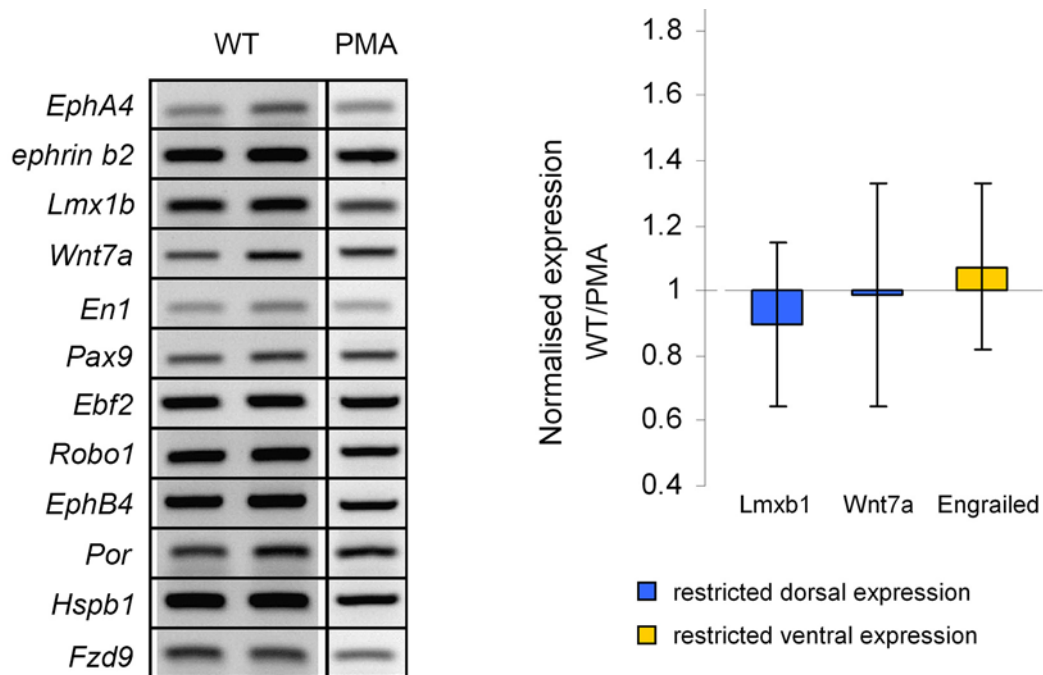 WT PMA
EphA4
ephrin b2
Lmx1b
Wnt7a
En1
Pax9
Ebf2
Robo1
EphB4
Por
Hspb1
Fzd9
Normalised expression
WT/PMA
1.8
1.6
1.4
1.2
1
0.8
0.6
0.4
Lmxb1 Wnt7a Engrailed
restricted dorsal expression
restricted ventral expression